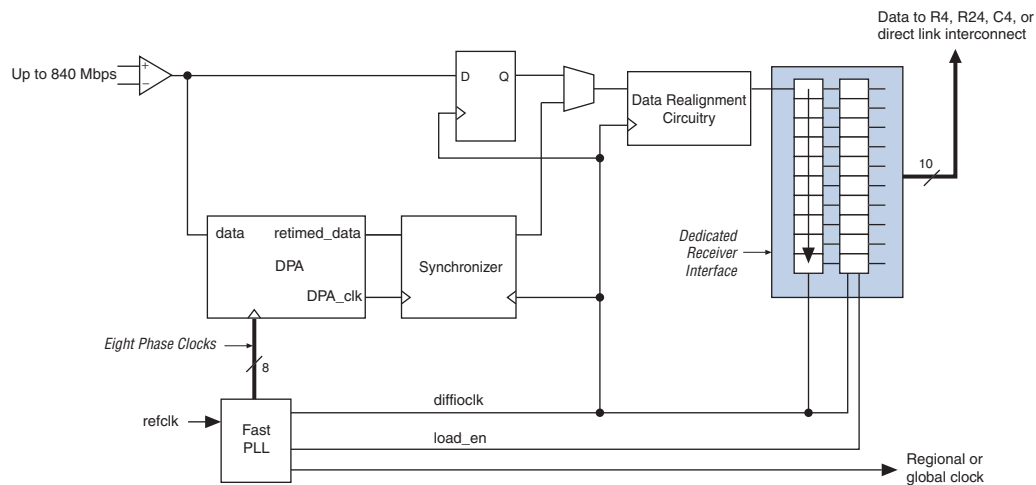 Data to R4, R24, C4, or
direct link interconnect
Up to 840 Mbps
+
–
D Q
Data Realignment
Circuitry
10
data retimed_data
DPA
DPA_clk
Synchronizer
Dedicated
Receiver
Interface
Eight Phase Clocks
8
refclk
Fast
PLL
diffioclk
load_en
Regional or
global clock